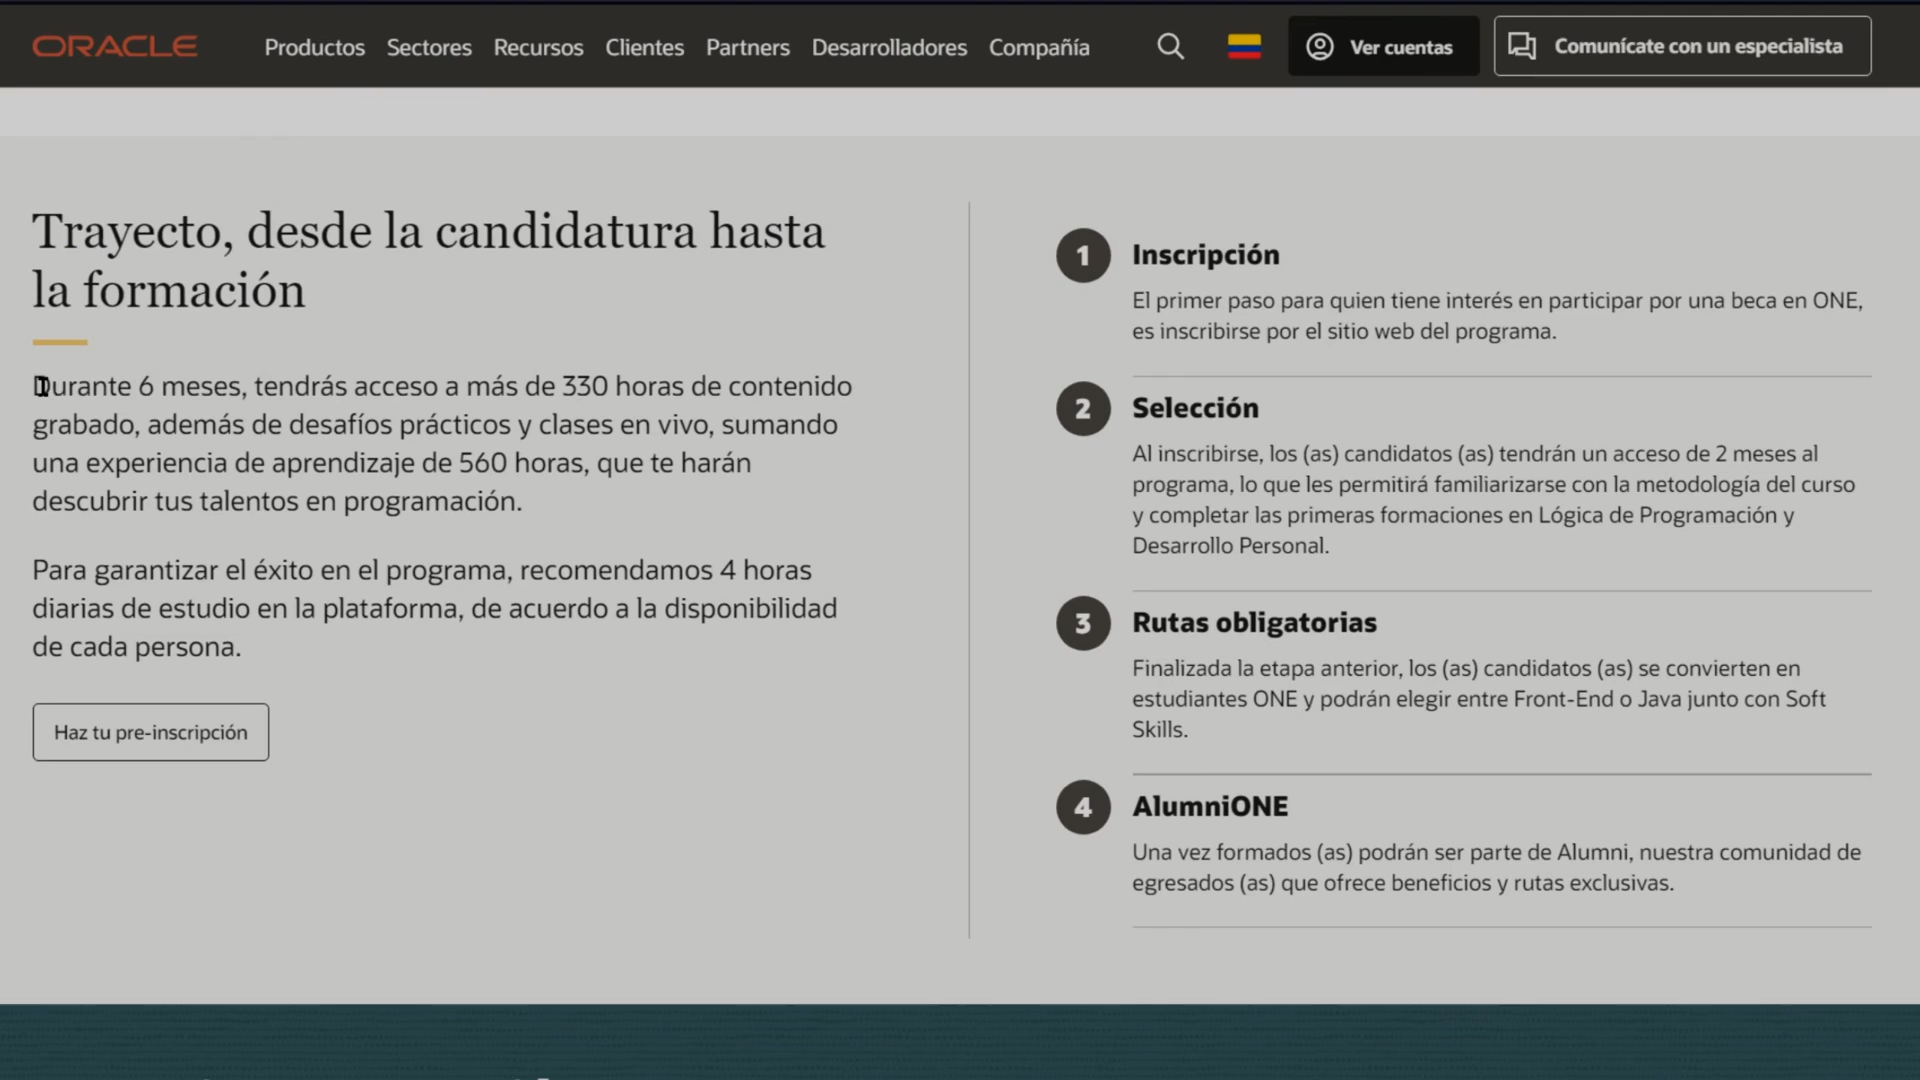 ORACLE
Productos Sectores Recursos Clientes Partners Desarrolladores Compañía Ver cuentas Comunícate con un especialista
Trayecto, desde la candidatura hasta
la formación
Durante 6 meses, tendrás acceso a más de 330 horas de contenido
grabado, además de desafíos prácticos y clases en vivo, sumando
una experiencia de aprendizaje de 560 horas, que te harán
descubrir tus talentos en programación.
Para garantizar el éxito en el programa, recomendamos 4 horas
diarias de estudio en la plataforma, de acuerdo a la disponibilidad
de cada persona.
Haz tu pre-inscripción
1 Inscripción
El primer paso para quien tiene interés en participar por una beca en ONE,
es inscribirse por el sitio web del programa.
2 Selección
Al inscribirse, los (as) candidatos (as) tendrán un acceso de 2 meses al
programa, lo que les permitirá familiarizarse con la metodología del curso
y completar las primeras formaciones en Lógica de Programación y
Desarrollo Personal.
3 Rutas obligatorias
Finalizada la etapa anterior, los (as) candidatos (as) se convierten en
estudiantes ONE y podrán elegir entre Front-End o Java junto con Soft
Skills.
4 AlumniONE
Una vez formados (as) podrán ser parte de Alumni, nuestra comunidad de
egresados (as) que ofrece beneficios y rutas exclusivas.